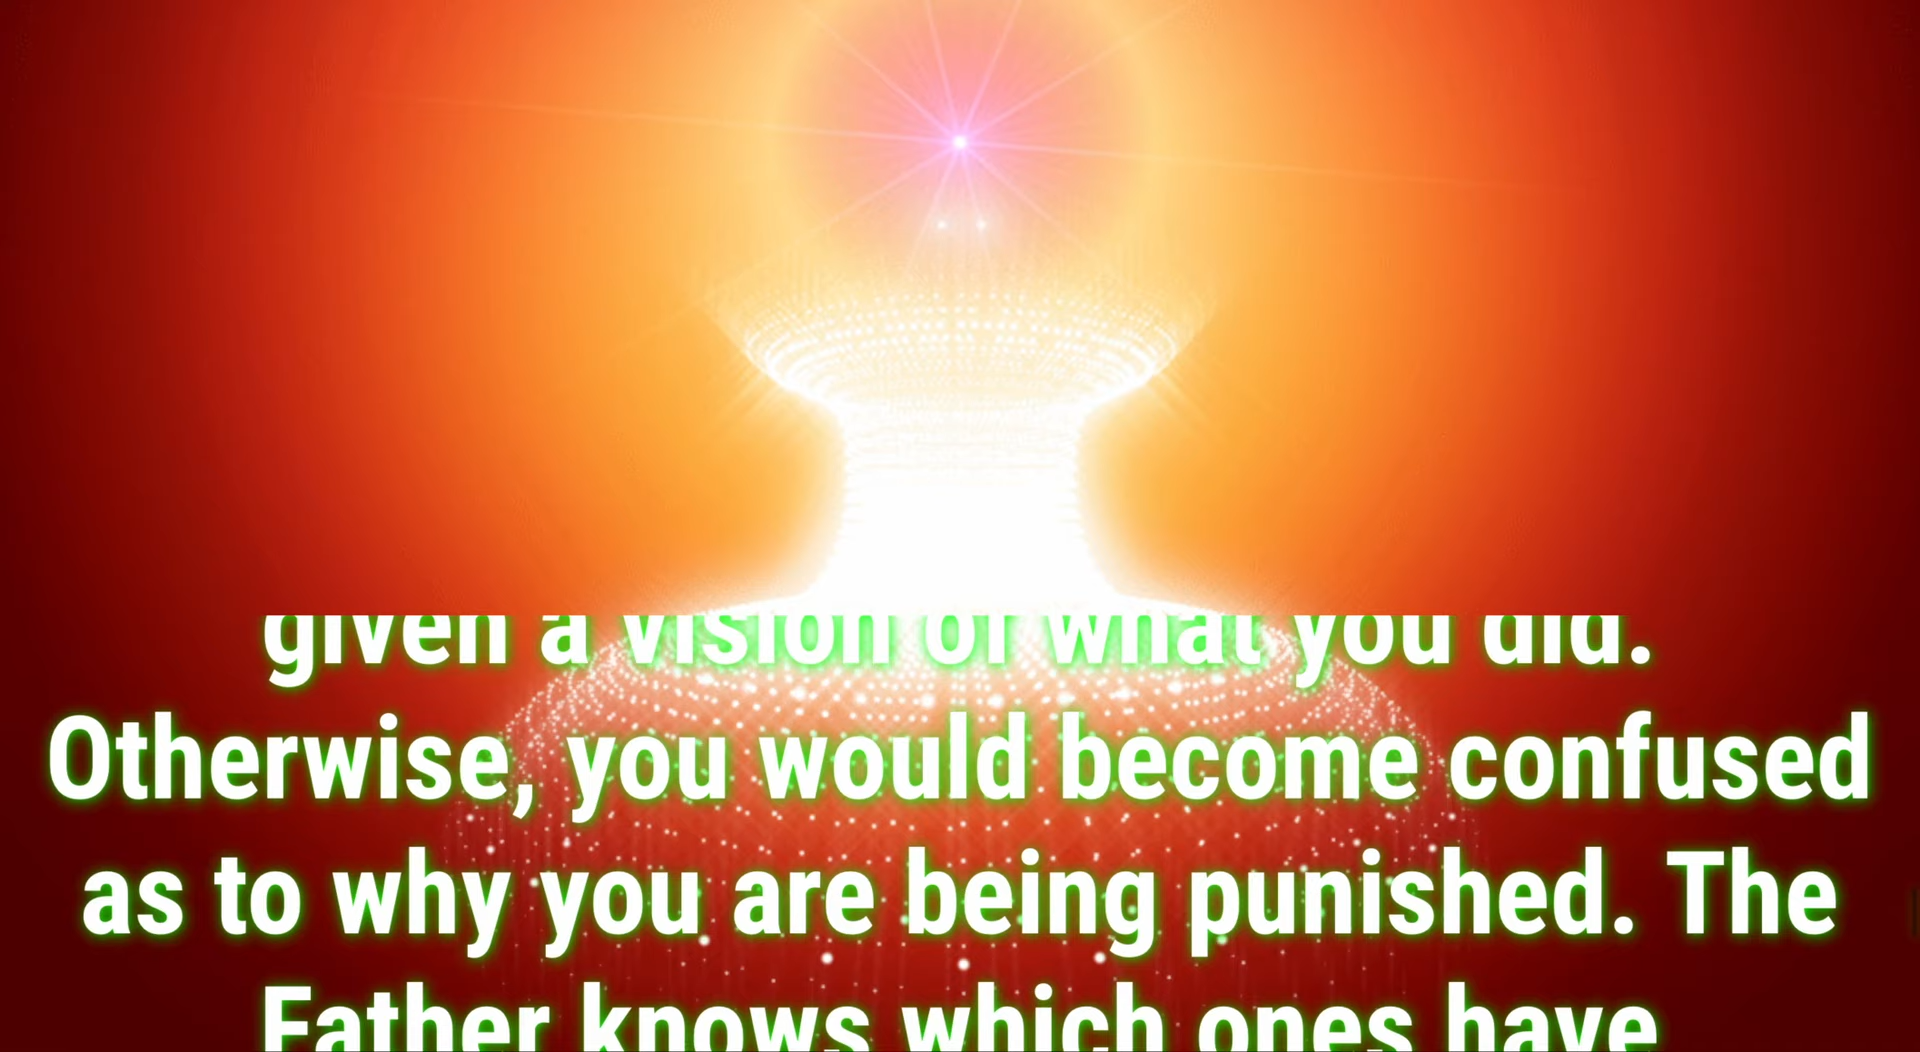 given a vision of what you did.
Otherwise, you would become confused
as to why you are being punished. The
Father knows which ones have